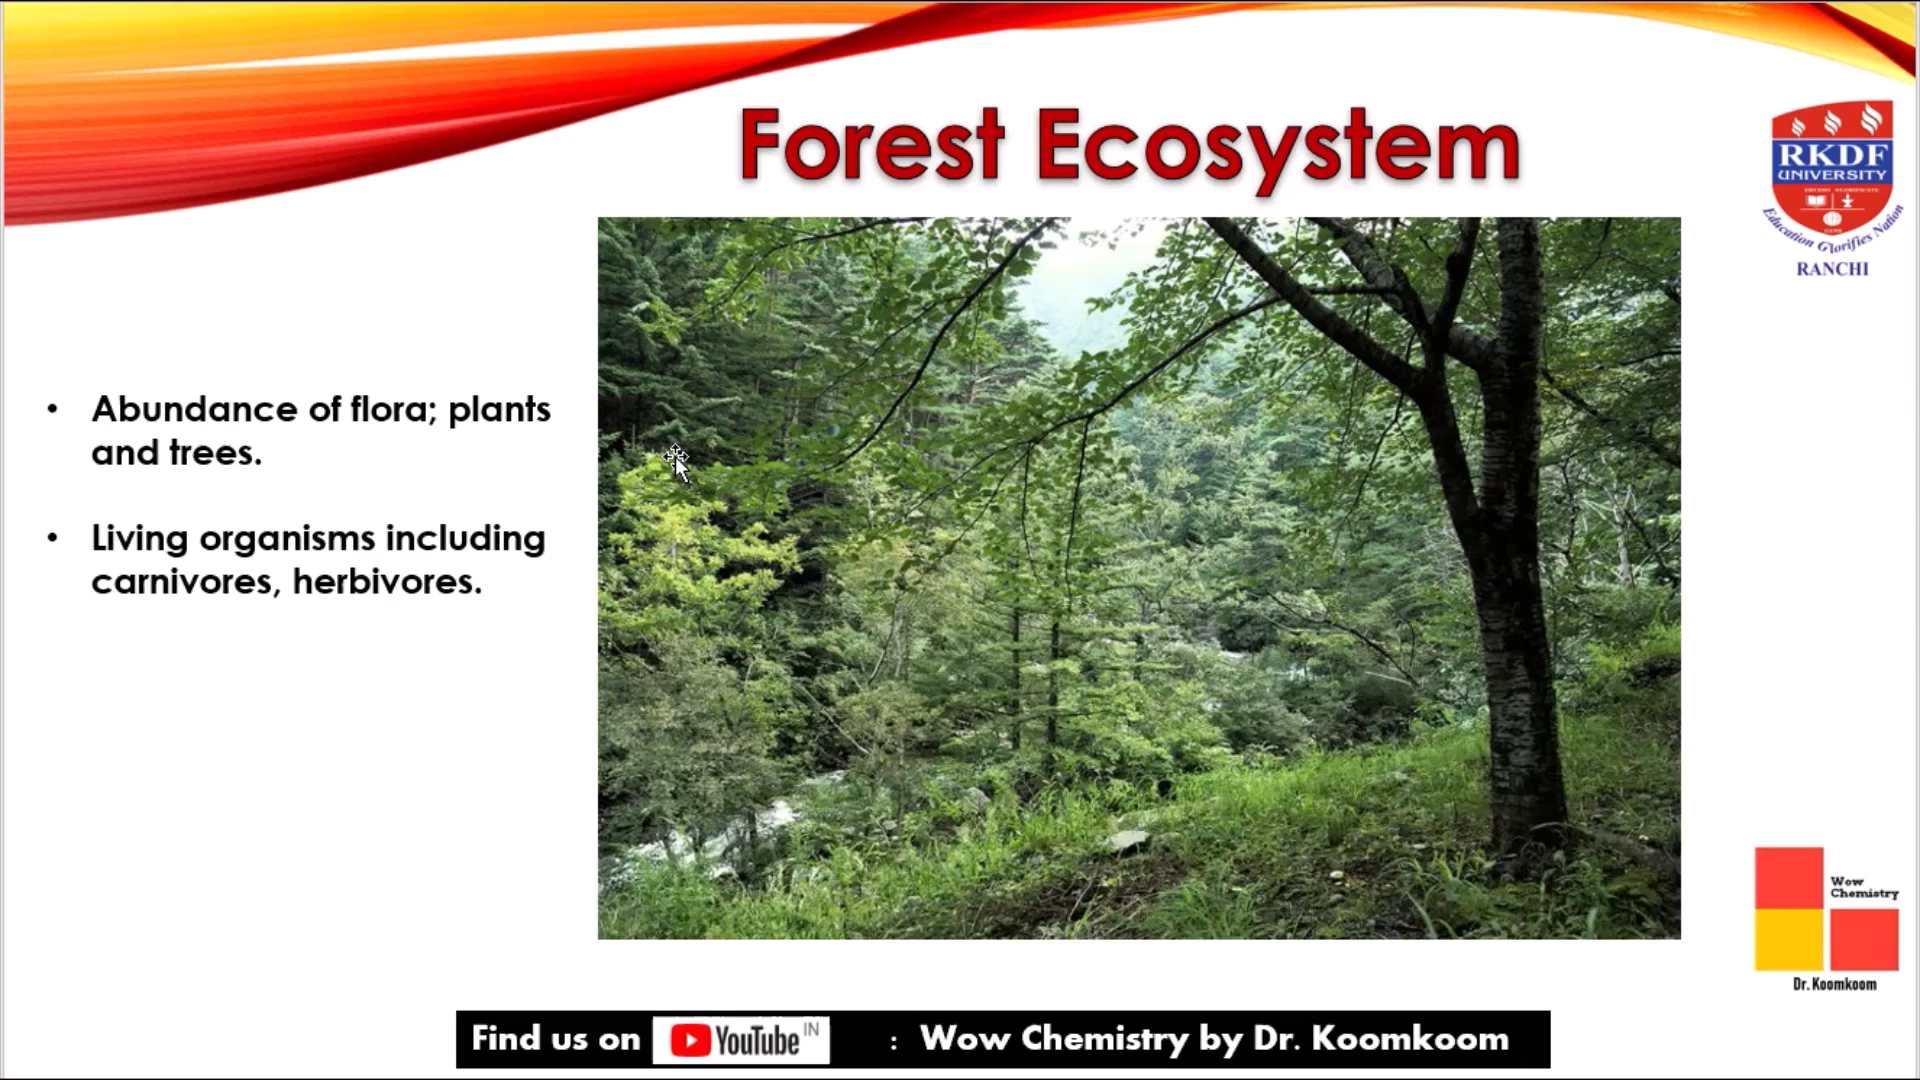 Forest Ecosystem
RKDF
UNIVERSITY
Education Glorifies Nation
RANCHI
• Abundance of flora; plants
and trees.
• Living organisms including
carnivores, herbivores.
Wow
Chemistry
Dr. Koomkoom
Find us on YouTube IN : Wow Chemistry by Dr. Koomkoom